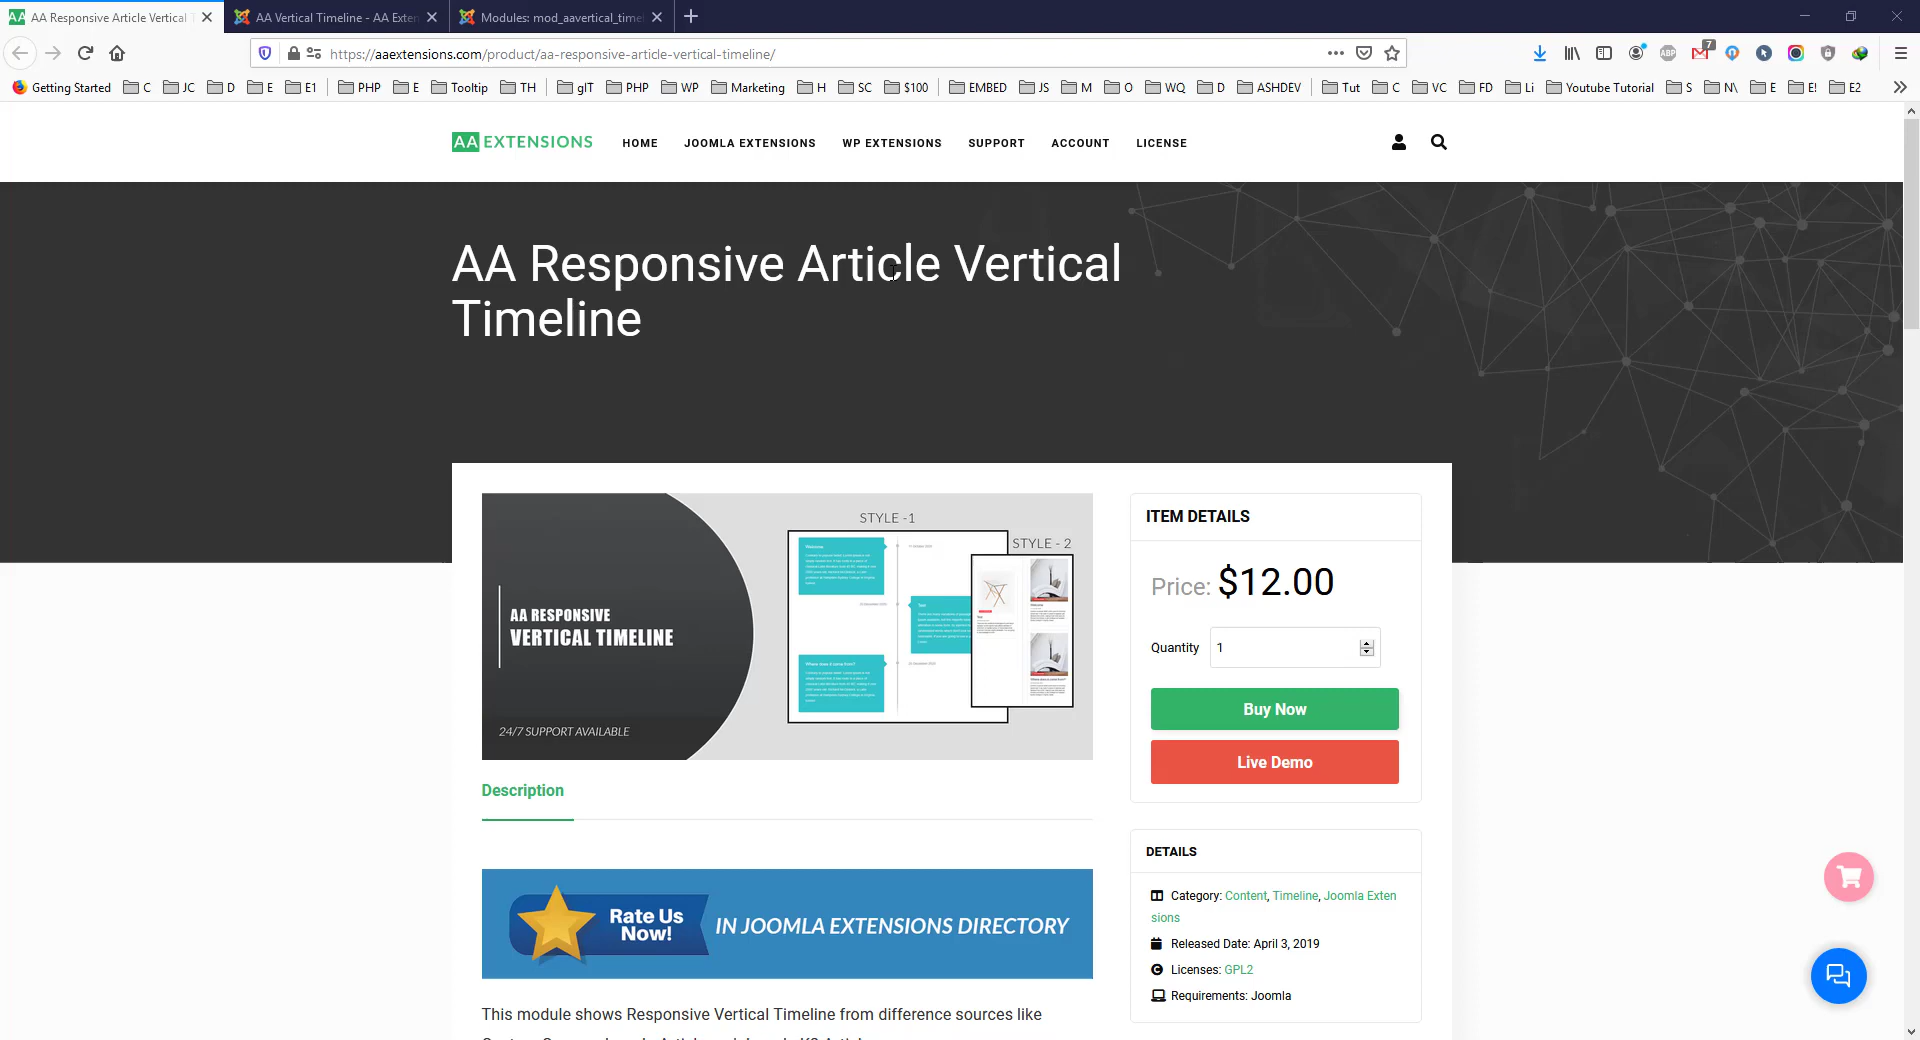 AA Responsive Article Vertical
AA Vertical Timeline - AA Exten
Modules: mod_aavertical_time
https://aaextensions.com/product/aa-responsive-article-vertical-timeline/
7
ABP
Getting Started C JC D E E1 PHP E Tooltip TH gIT PHP WP Marketing H SC $100 EMBED JS M O WQ D ASHDEV Tut C VC FD Li Youtube Tutorial S N\ E E! E2
AA EXTENSIONS
HOME JOOMLA EXTENSIONS WP EXTENSIONS SUPPORT ACCOUNT LICENSE
AA Responsive Article Vertical
Timeline
STYLE -1
STYLE - 2
AA RESPONSIVE
VERTICAL TIMELINE
24/7 SUPPORT AVAILABLE
ITEM DETAILS
Price: $12.00
Quantity 1
Buy Now
Live Demo
Description
Rate Us
Now!
IN JOOMLA EXTENSIONS DIRECTORY
This module shows Responsive Vertical Timeline from difference sources like
DETAILS
Category: Content, Timeline, Joomla Exten
sions
Released Date: April 3, 2019
Licenses: GPL2
Requirements: Joomla